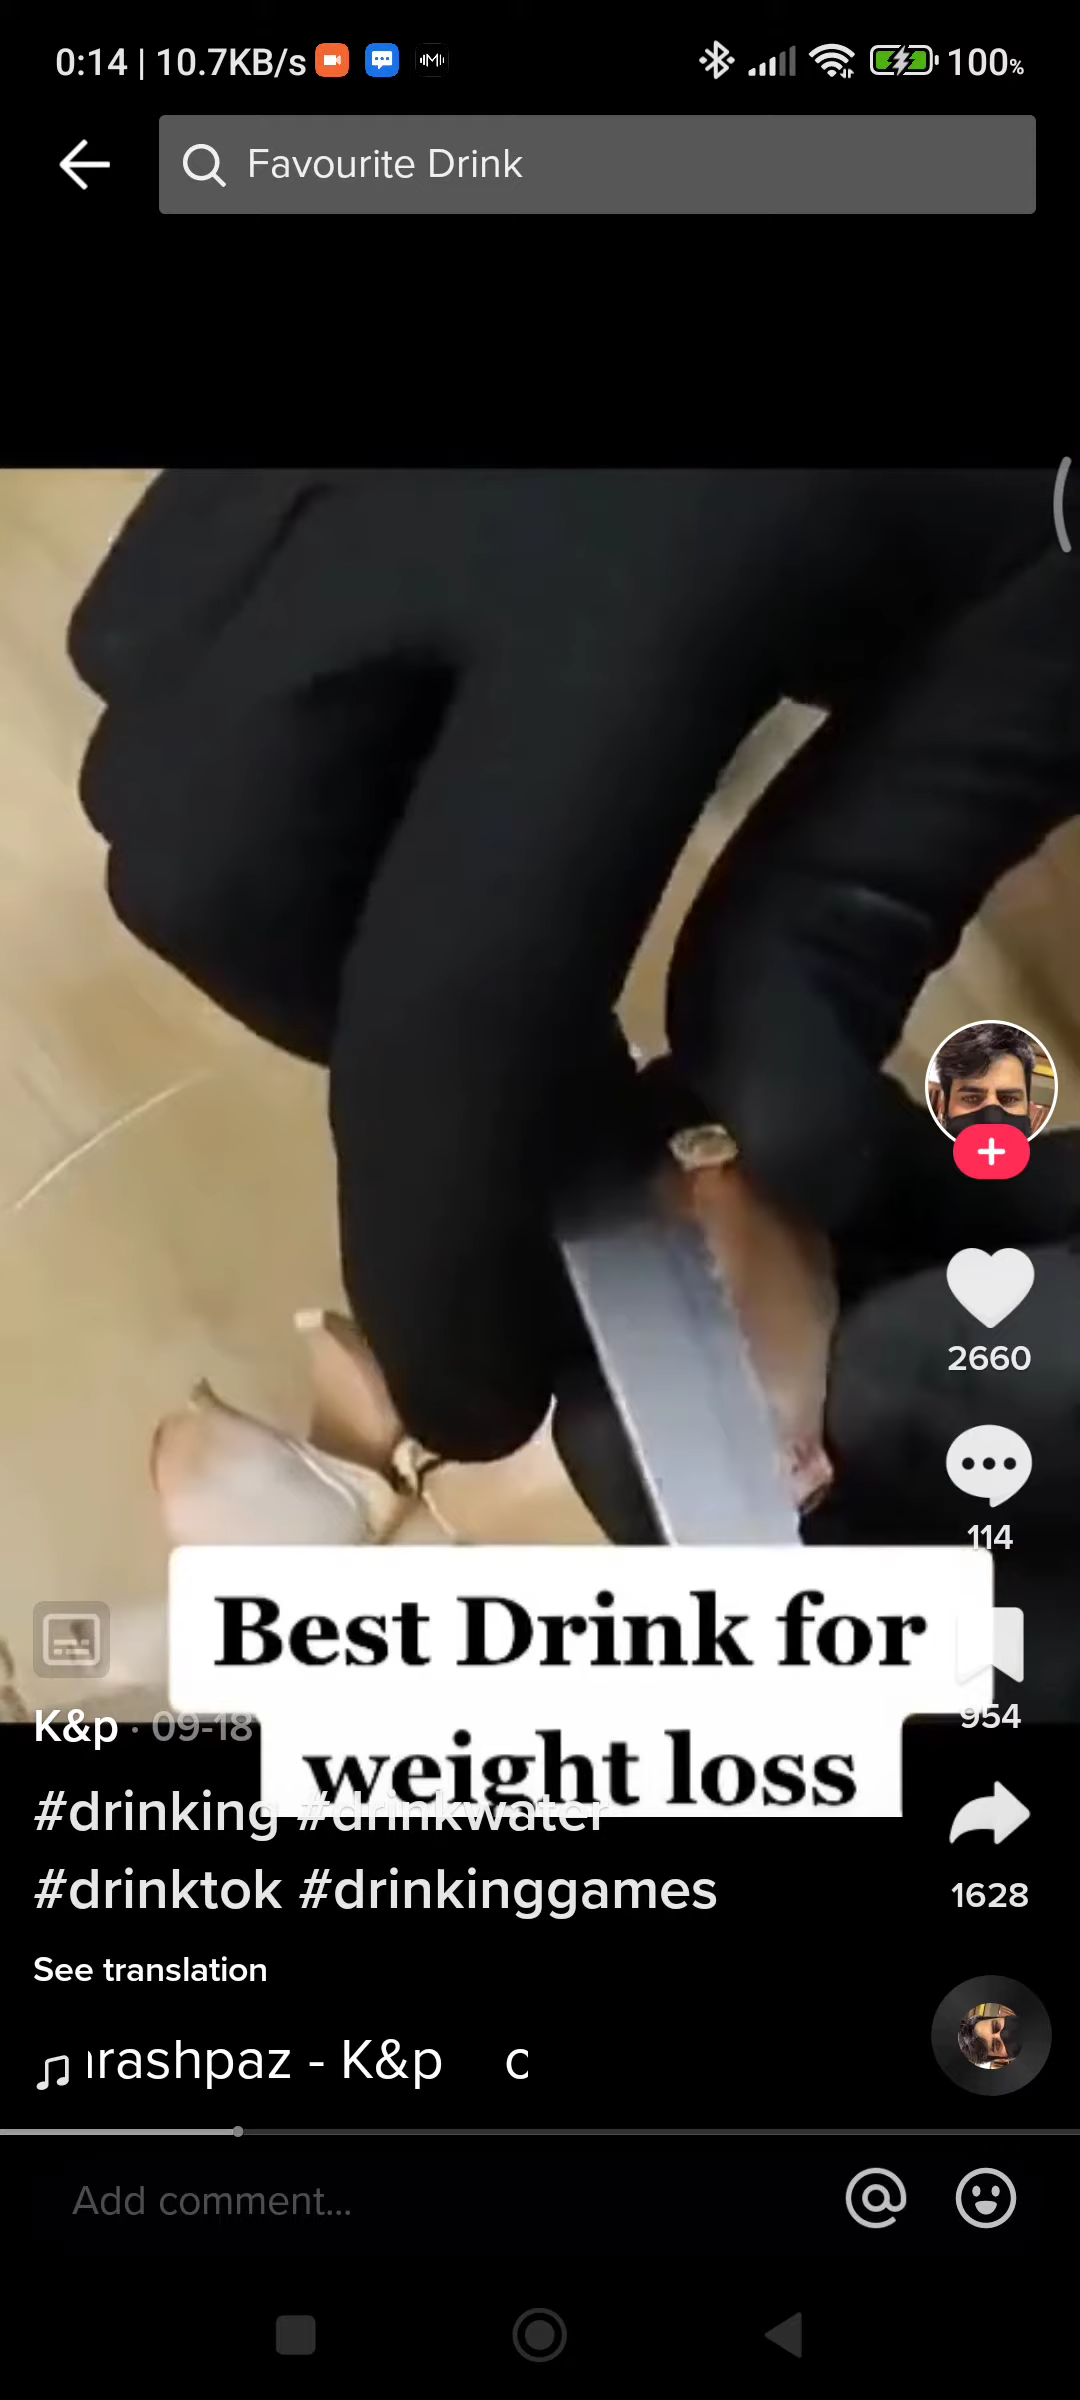 0:14 | 10.7KB/s
100%
Favourite Drink
2660
114
Best Drink for
954
K&p · 09-18
weight loss
#drinking #drinkwater
#drinktok #drinkinggames
1628
See translation
rashpaz - K&p
Add comment...